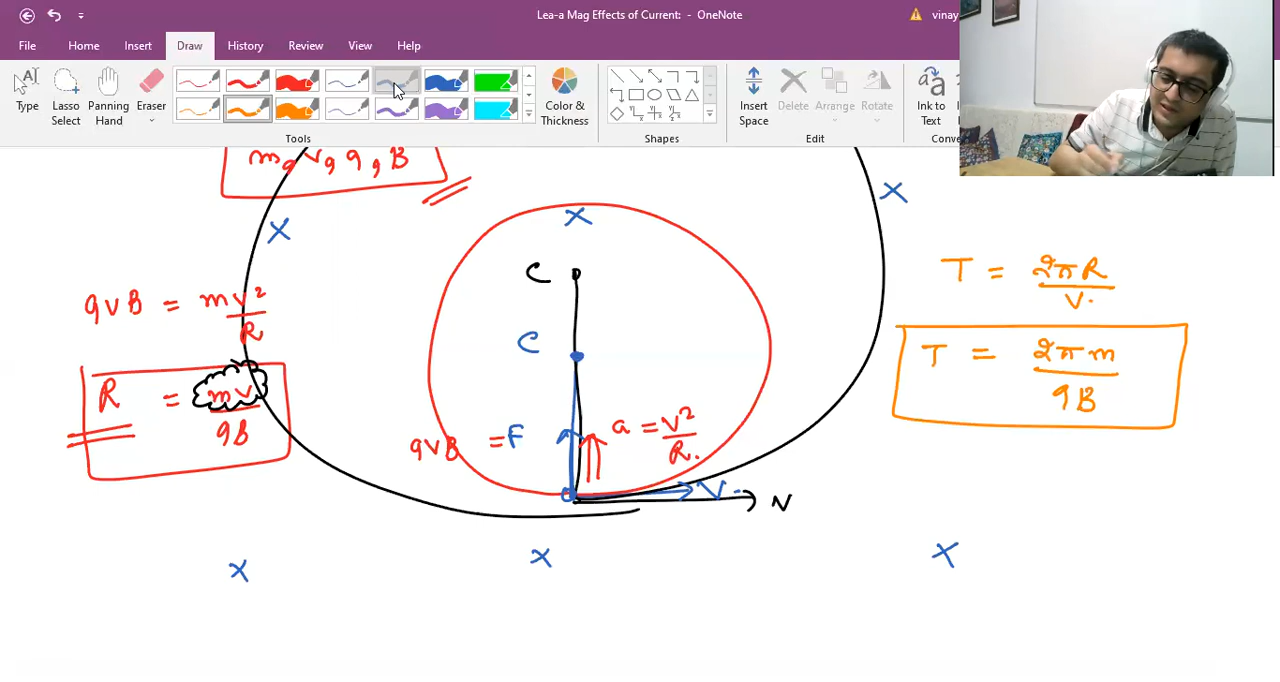 Lea-a Mag Effects of Current: - OneNote
vinay
File Home Insert Draw History Review View Help
Type
Lasso Select
Panning Hand
Eraser
Color & Thickness
Insert Space
Delete
Arrange
Rotate
Ink to Text
Tools
Shapes
Edit
Conv
m, v, q, B
X
X
X
C
C
qvB = mv²/R
R = mv/qB
T = 2πR/V.
T = 2πm/qB
qvB = F
a = v²/R.
V
X
X
X